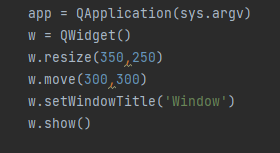 app = QApplication(sys.argv)
w = QWidget()
w.resize(350,250)
w.move(300,300)
w.setWindowTitle('Window')
w.show()